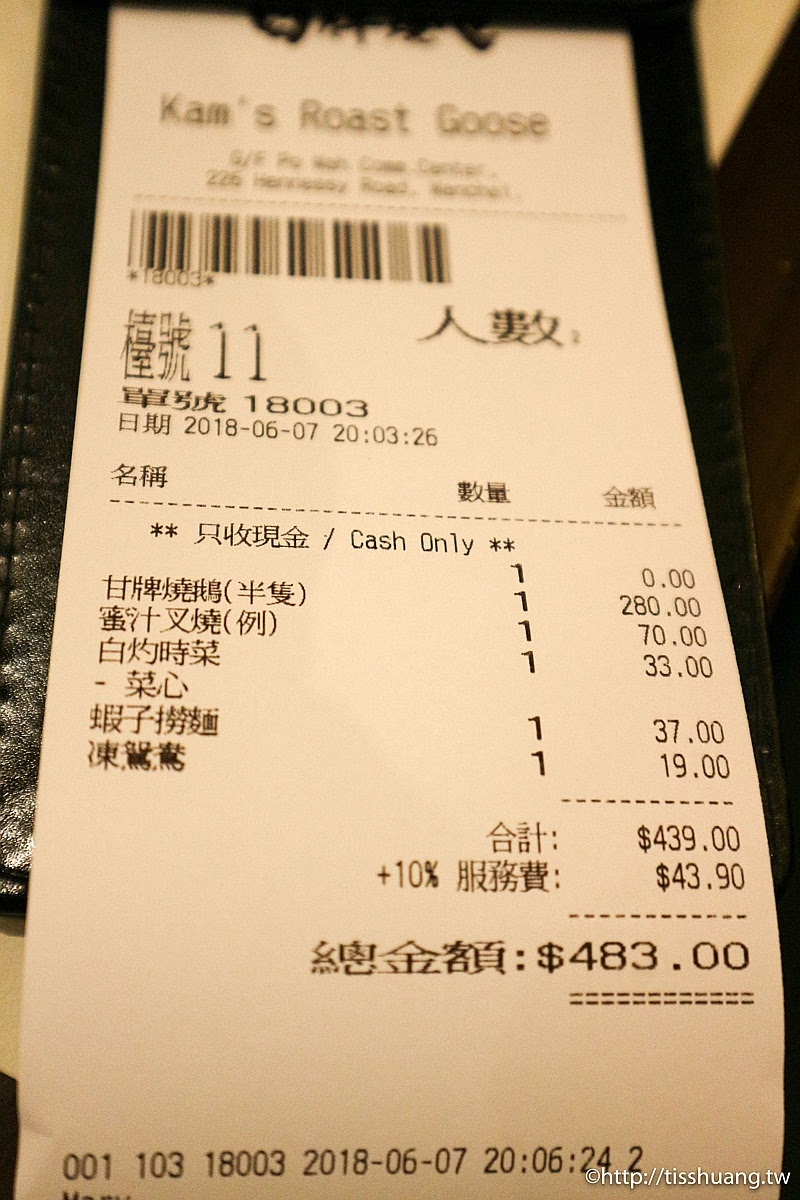 Kam's Roast Goose
G/F Po Wah Comm.Center,
226 Hennessy Road, Wanchai.
*18003*
檯號 11 人數:
單號 18003
日期 2018-06-07 20:03:26
名稱 數量 金額
** 只收現金 / Cash Only **
1 0.00
甘牌燒鵝(半隻) 1 280.00
蜜汁叉燒(例) 1 70.00
白灼時菜 1 33.00
- 菜心
蝦子撈麵 1 37.00
凍鴛鴦 1 19.00
合計: $439.00
+10% 服務費: $43.90
總金額:$483.00
001 103 18003 2018-06-07 20:06:24 2
©http://tisshuang.tw